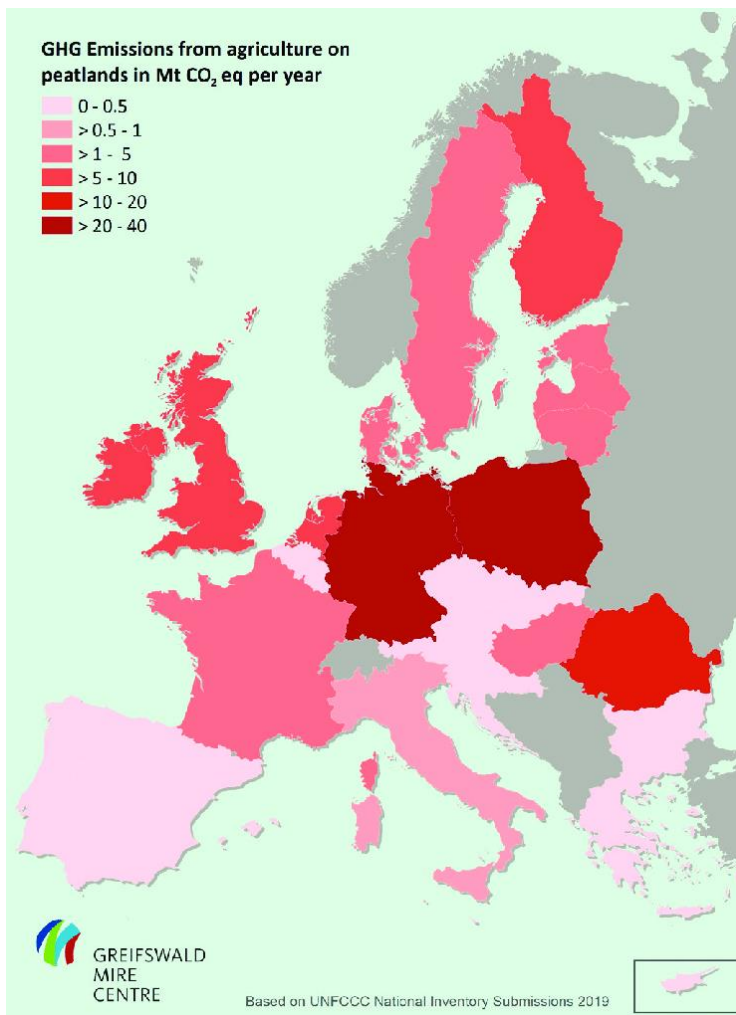 GHG Emissions from agriculture on
peatlands in Mt CO₂ eq per year
0 - 0.5
> 0.5 - 1
> 1 - 5
> 5 - 10
> 10 - 20
> 20 - 40
GREIFSWALD
MIRE
CENTRE
Based on UNFCCC National Inventory Submissions 2019